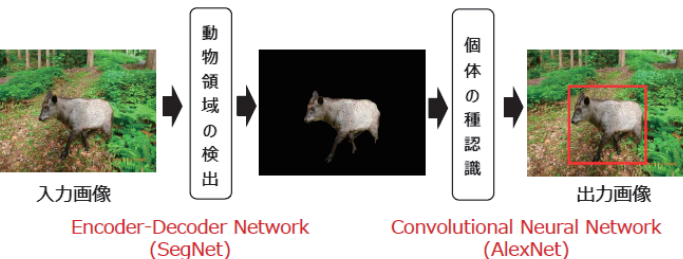 動物領域の検出
個体の種認識
入力画像
出力画像
Encoder-Decoder Network
(SegNet)
Convolutional Neural Network
(AlexNet)